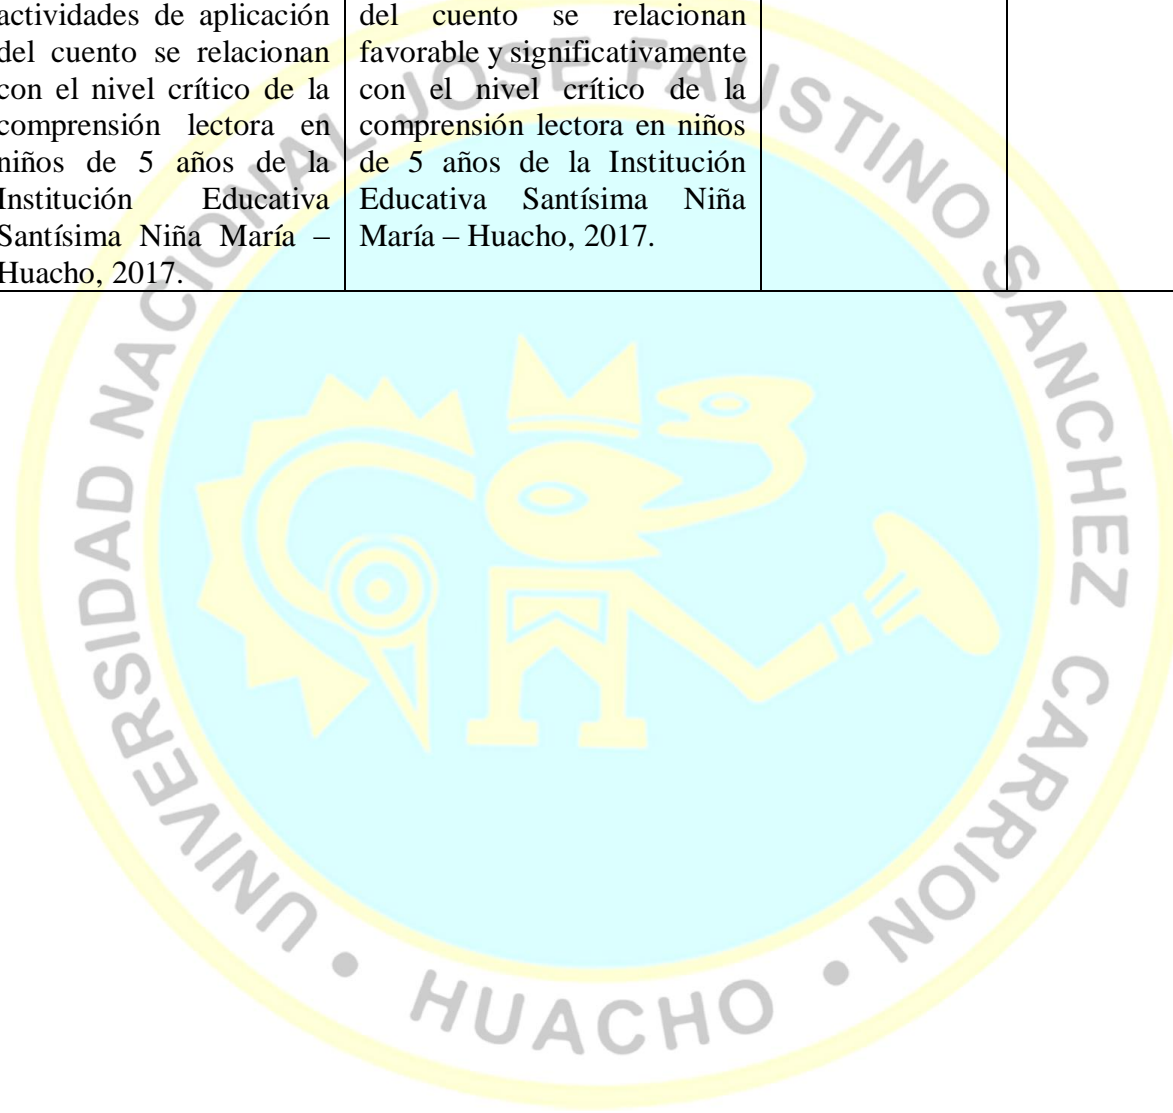 actividades de aplicación
del cuento se relacionan
con el nivel crítico de la
comprensión lectora en
niños de 5 años de la
Institución Educativa
Santísima Niña María –
Huacho, 2017.
del cuento se relacionan
favorable y significativamente
con el nivel crítico de la
comprensión lectora en niños
de 5 años de la Institución
Educativa Santísima Niña
María – Huacho, 2017.
UNIVERSIDAD NACIONAL JOSE FAUSTINO SANCHEZ CARRION • HUACHO •